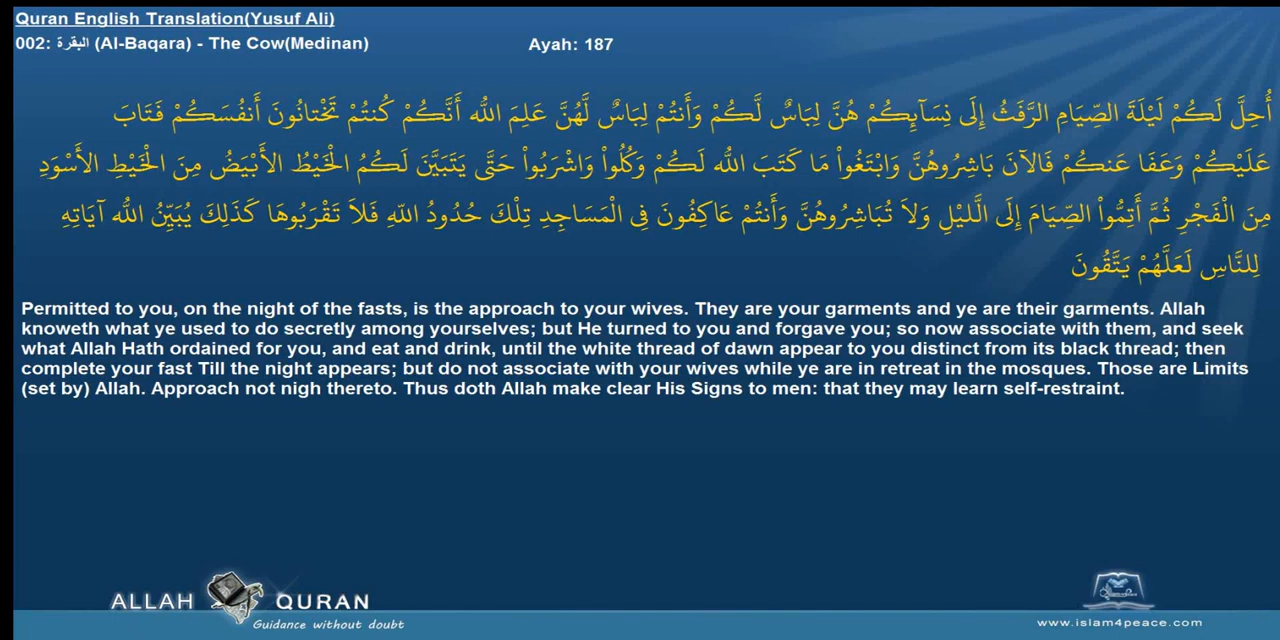 Quran English Translation(Yusuf Ali)
002: البقرة (Al-Baqara) - The Cow(Medinan)
Ayah: 187
أُحِلَّ لَكُمْ لَيْلَةَ الصِّيَامِ الرَّفَثُ إِلَى نِسَآئِكُمْ هُنَّ لِبَاسٌ لَّكُمْ وَأَنتُمْ لِبَاسٌ لَّهُنَّ عَلِمَ اللّهُ أَنَّكُمْ كُنتُمْ تَخْتانُونَ أَنفُسَكُمْ فَتَابَ
عَلَيْكُمْ وَعَفَا عَنكُمْ فَالآنَ بَاشِرُوهُنَّ وَابْتَغُواْ مَا كَتَبَ اللّهُ لَكُمْ وَكُلُواْ وَاشْرَبُواْ حَتَّى يَتَبَيَّنَ لَكُمُ الْخَيْطُ الأَبْيَضُ مِنَ الْخَيْطِ الأَسْوَدِ
مِنَ الْفَجْرِ ثُمَّ أَتِمُّواْ الصِّيَامَ إِلَى الَّليْلِ وَلاَ تُبَاشِرُوهُنَّ وَأَنتُمْ عَاكِفُونَ فِي الْمَسَاجِدِ تِلْكَ حُدُودُ اللّهِ فَلاَ تَقْرَبُوهَا كَذَلِكَ يُبَيِّنُ اللّهُ آيَاتِهِ
لِلنَّاسِ لَعَلَّهُمْ يَتَّقُونَ
Permitted to you, on the night of the fasts, is the approach to your wives. They are your garments and ye are their garments. Allah
knoweth what ye used to do secretly among yourselves; but He turned to you and forgave you; so now associate with them, and seek
what Allah Hath ordained for you, and eat and drink, until the white thread of dawn appear to you distinct from its black thread; then
complete your fast Till the night appears; but do not associate with your wives while ye are in retreat in the mosques. Those are Limits
(set by) Allah. Approach not nigh thereto. Thus doth Allah make clear His Signs to men: that they may learn self-restraint.
ALLAH QURAN
Guidance without doubt
www.islam4peace.com